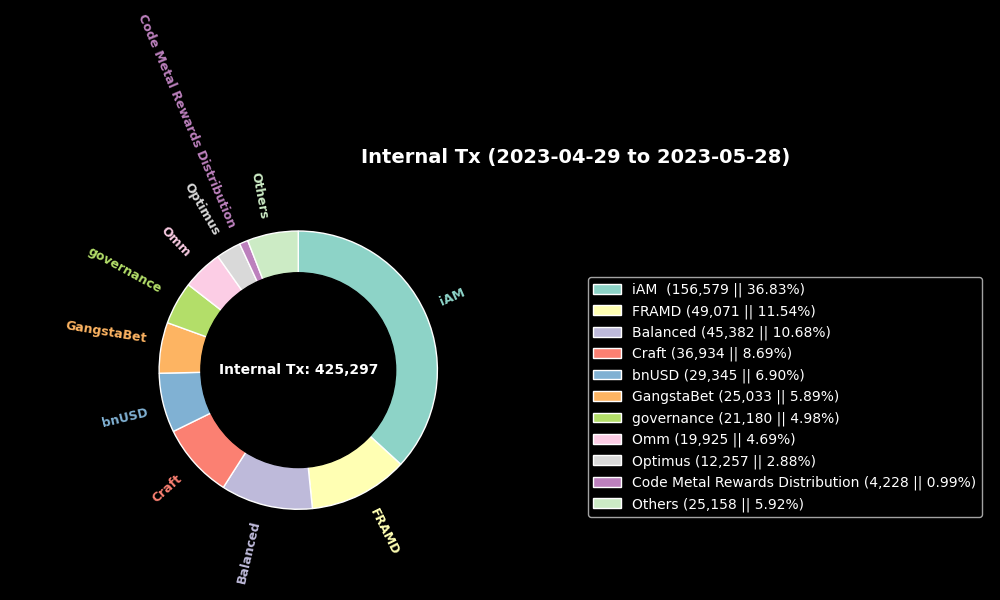 Code Metal Rewards Distribution
Internal Tx (2023-04-29 to 2023-05-28)
Others
Optimus
Omm
governance
iAM
GangstaBet
Internal Tx: 425,297
bnUSD
Craft
FRAMD
Balanced
iAM  (156,579 || 36.83%)
FRAMD (49,071 || 11.54%)
Balanced (45,382 || 10.68%)
Craft (36,934 || 8.69%)
bnUSD (29,345 || 6.90%)
GangstaBet (25,033 || 5.89%)
governance (21,180 || 4.98%)
Omm (19,925 || 4.69%)
Optimus (12,257 || 2.88%)
Code Metal Rewards Distribution (4,228 || 0.99%)
Others (25,158 || 5.92%)